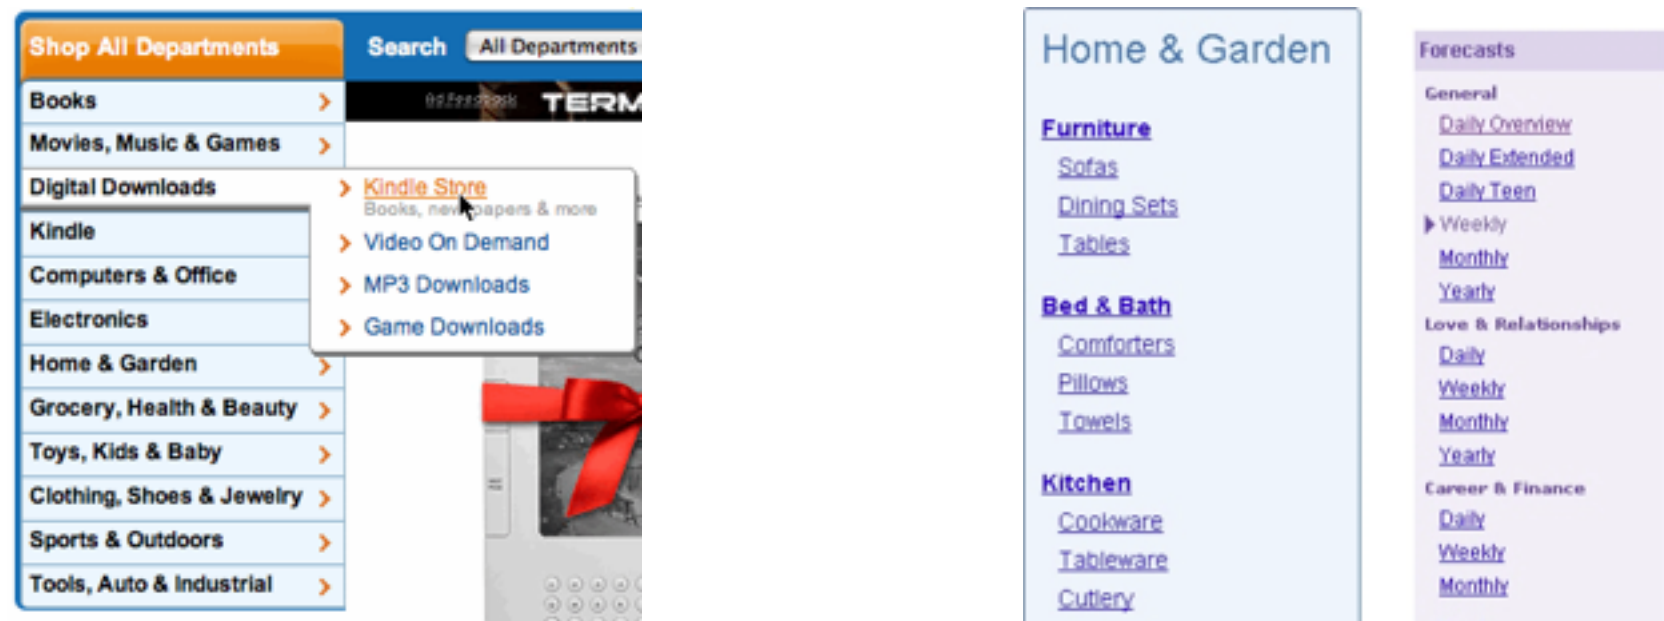 Shop All Departments
Search
All Departments
Books
Ad Feedback
TERM
Movies, Music & Games
Digital Downloads
Kindle Store
Books, newspapers & more
Kindle
Video On Demand
Computers & Office
MP3 Downloads
Electronics
Game Downloads
Home & Garden
Grocery, Health & Beauty
Toys, Kids & Baby
Clothing, Shoes & Jewelry
Sports & Outdoors
Tools, Auto & Industrial
Home & Garden
Furniture
Sofas
Dining Sets
Tables
Bed & Bath
Comforters
Pillows
Towels
Kitchen
Cookware
Tableware
Cutlery
Forecasts
General
Daily Overview
Daily Extended
Daily Teen
Weekly
Monthly
Yearly
Love & Relationships
Daily
Weekly
Monthly
Yearly
Career & Finance
Daily
Weekly
Monthly